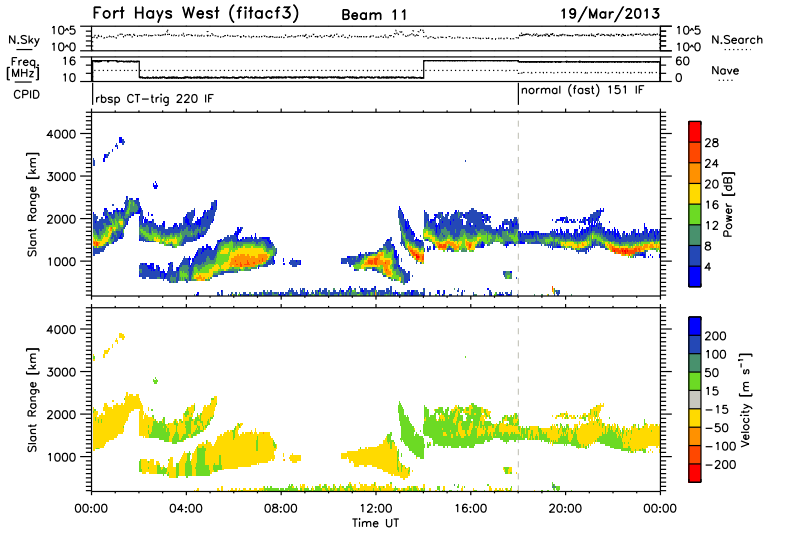 Fort Hays West (fitacf3) Beam 11 19/Mar/2013
N.Sky 10^5 10^0 10^5 10^0 N.Search
Freq. [MHz] 16 10 60 0 Nave
CPID rbsp CT-trig 220 IF normal (fast) 151 IF
Slant Range [km]
4000
3000
2000
1000
28
24
20
16
12
8
4
Power [dB]
Slant Range [km]
4000
3000
2000
1000
200
100
50
15
-15
-50
-100
-200
Velocity [m s⁻¹]
00:00 04:00 08:00 12:00 16:00 20:00 00:00
Time UT